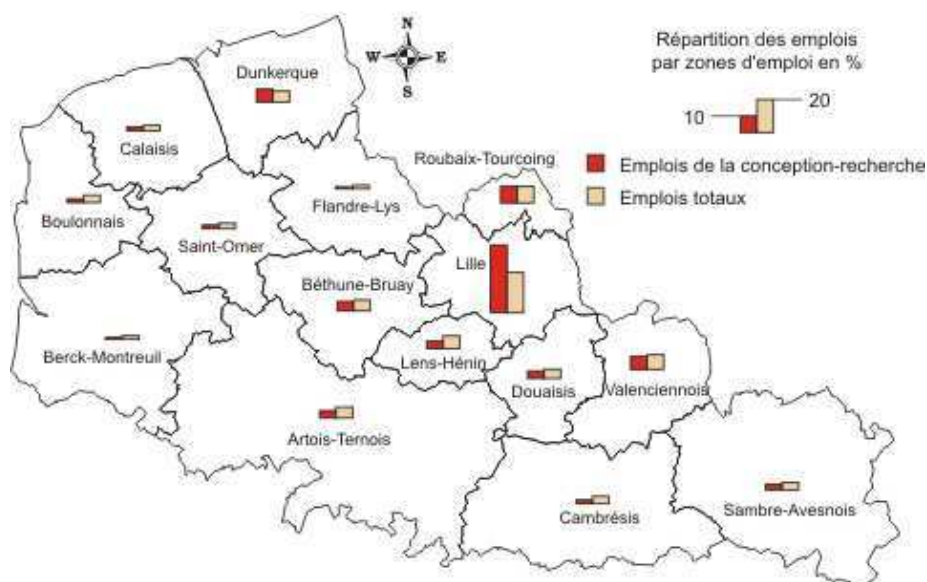 N
W E
S
Répartition des emplois
par zones d'emploi en %
10
20
Emplois de la conception-recherche
Emplois totaux
Dunkerque
Calaisis
Roubaix-Tourcoing
Boulonnais
Flandre-Lys
Saint-Omer
Lille
Béthune-Bruay
Berck-Montreuil
Lens-Hénin
Douaisis
Valenciennois
Artois-Ternois
Cambrésis
Sambre-Avesnois